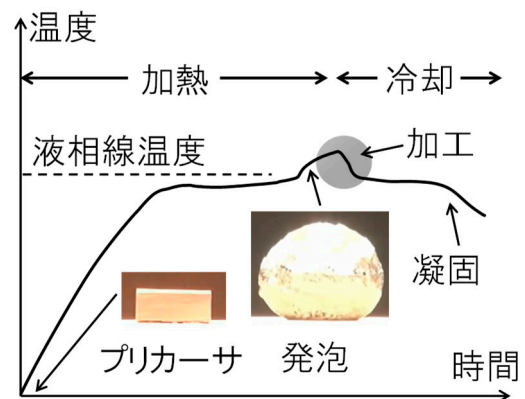 温度
加熱
冷却
液相線温度
加工
凝固
プリカーサ
発泡
時間